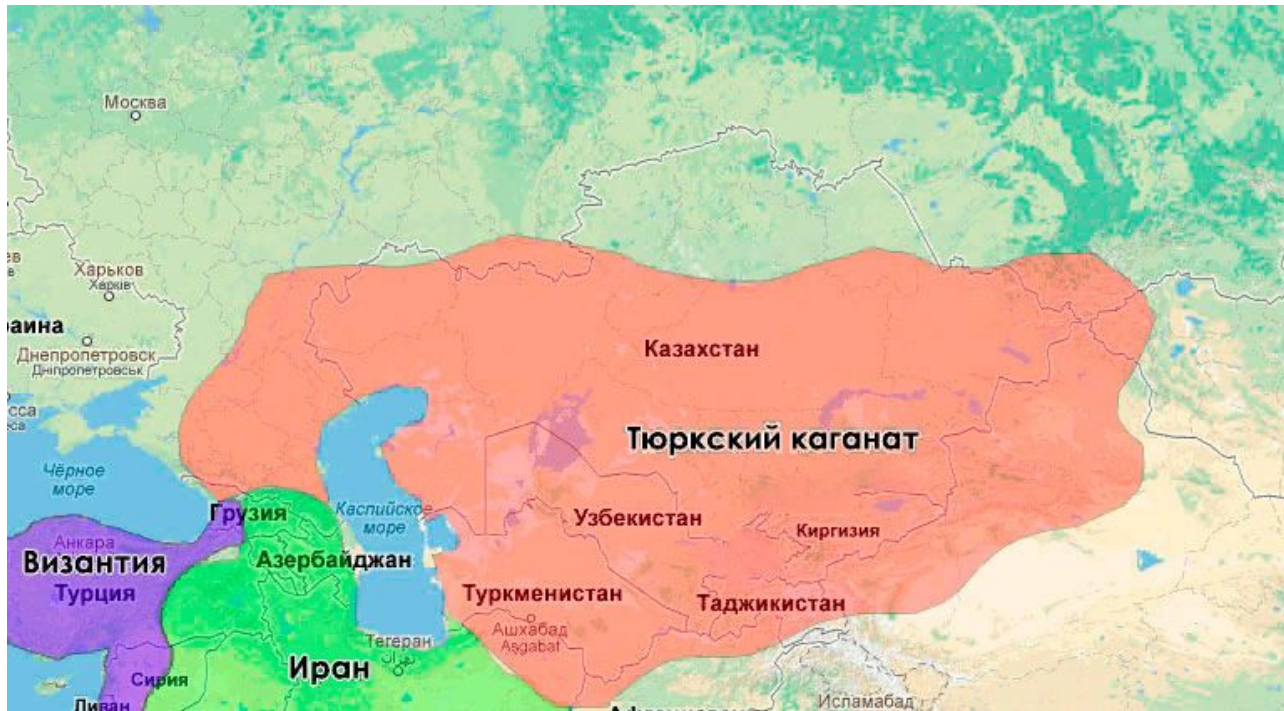 Москва
Харьков
Харків
раина
Днепропетровск
Дніпропетровськ
Казахстан
Тюркский каганат
Чёрное
море
Грузия
Каспийское
море
Узбекистан
Киргизия
Анкара
Византия
Азербайджан
Турция
Туркменистан
Таджикистан
Ашхабад
Aşgabat
Тегеран
Иран
Сирия
Ливан
Исламабад